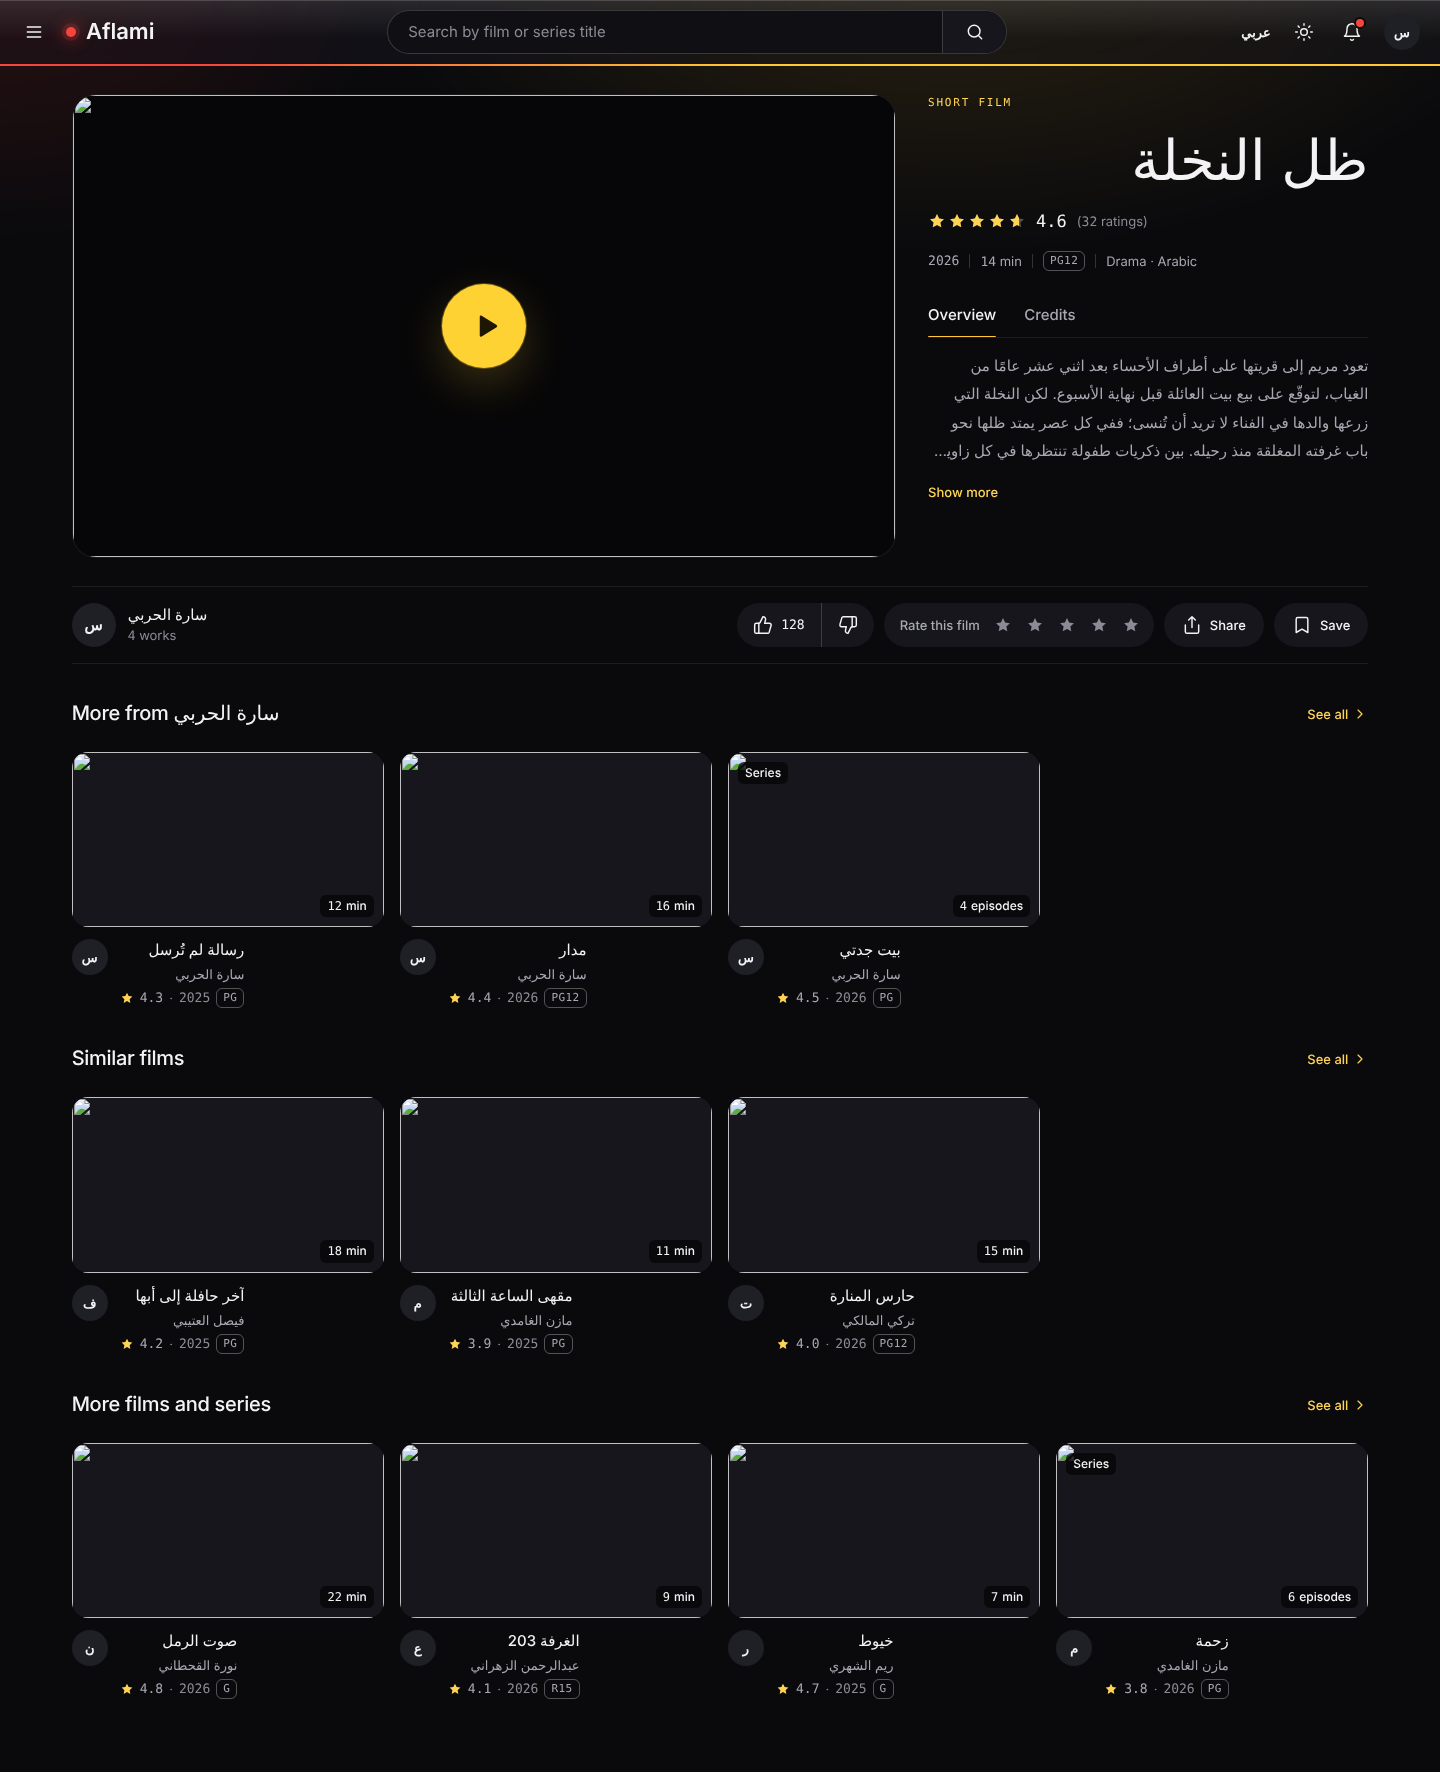 Aflami
Search by film or series title
عربي
س
SHORT FILM
ظل النخلة
4.6 (32 ratings)
2026 14 min PG12 Drama · Arabic
Overview Credits
تعود مريم إلى قريتها على أطراف الأحساء بعد اثني عشر عامًا من
الغياب، لتوقّع على بيع بيت العائلة قبل نهاية الأسبوع. لكن النخلة التي
زرعها والدها في الفناء لا تريد أن تُنسى؛ ففي كل عصر يمتد ظلها نحو
باب غرفته المغلقة منذ رحيله. بين ذكريات طفولة تنتظرها في كل زاويـ...
Show more
س
سارة الحربي
4 works
128
Rate this film
Share
Save
More from سارة الحربي
See all
12 min
16 min
Series
4 episodes
س
رسالة لم تُرسل
سارة الحربي
4.3 · 2025 PG
س
مدار
سارة الحربي
4.4 · 2026 PG12
س
بيت جدتي
سارة الحربي
4.5 · 2026 PG
Similar films
See all
18 min
11 min
15 min
ف
آخر حافلة إلى أبها
فيصل العتيبي
4.2 · 2025 PG
م
مقهى الساعة الثالثة
مازن الغامدي
3.9 · 2025 PG
ت
حارس المنارة
تركي المالكي
4.0 · 2026 PG12
More films and series
See all
22 min
9 min
7 min
Series
6 episodes
ن
صوت الرمل
نورة القحطاني
4.8 · 2026 G
ع
الغرفة 203
عبدالرحمن الزهراني
4.1 · 2026 R15
ر
خيوط
ريم الشهري
4.7 · 2025 G
م
زحمة
مازن الغامدي
3.8 · 2026 PG